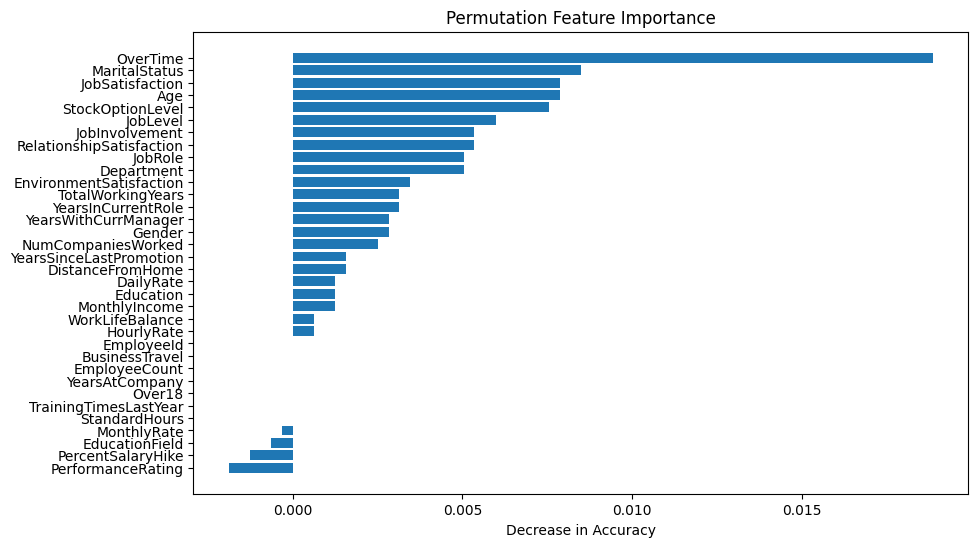 Permutation Feature Importance
OverTime
MaritalStatus
JobSatisfaction
Age
StockOptionLevel
JobLevel
JobInvolvement
RelationshipSatisfaction
JobRole
Department
EnvironmentSatisfaction
TotalWorkingYears
YearsInCurrentRole
YearsWithCurrManager
Gender
NumCompaniesWorked
YearsSinceLastPromotion
DistanceFromHome
DailyRate
Education
MonthlyIncome
WorkLifeBalance
HourlyRate
EmployeeId
BusinessTravel
EmployeeCount
YearsAtCompany
Over18
TrainingTimesLastYear
StandardHours
MonthlyRate
EducationField
PercentSalaryHike
PerformanceRating
0.000 0.005 0.010 0.015
Decrease in Accuracy